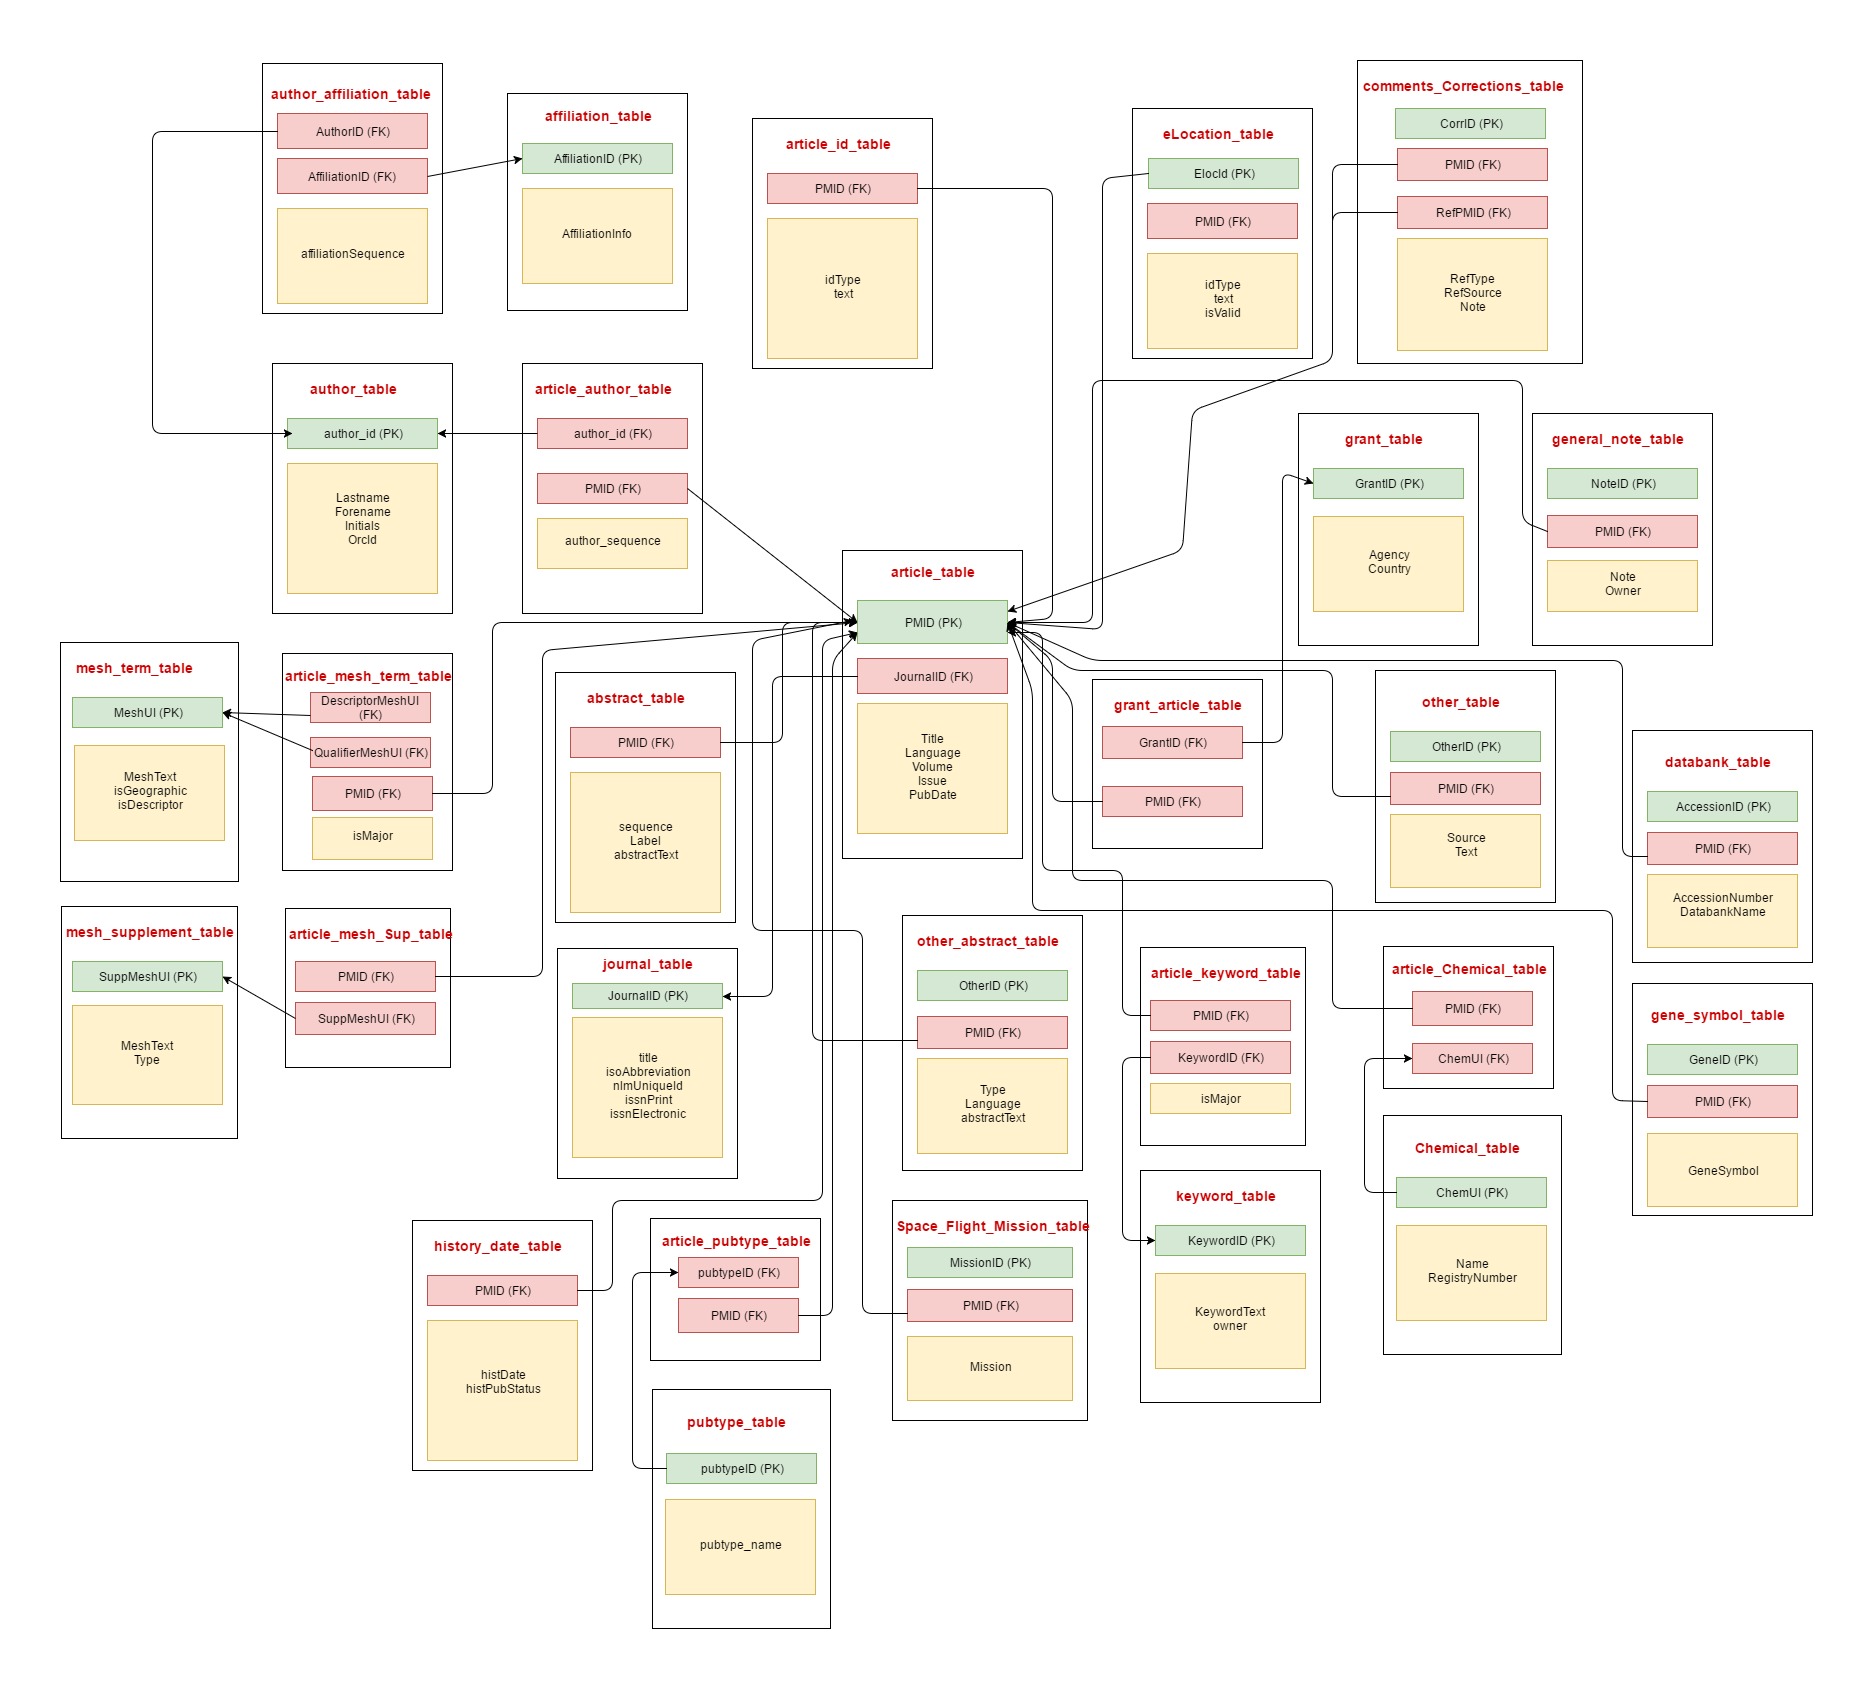 author_affiliation_table
AuthorID (FK)
AffiliationID (FK)
affiliationSequence
affiliation_table
AffiliationID (PK)
AffiliationInfo
article_id_table
PMID (FK)
idType
text
eLocation_table
ElocId (PK)
PMID (FK)
idType
text
isValid
comments_Corrections_table
CorrID (PK)
PMID (FK)
RefPMID (FK)
RefType
RefSource
Note
author_table
author_id (PK)
Lastname
Forename
Initials
OrcId
article_author_table
author_id (FK)
PMID (FK)
author_sequence
grant_table
GrantID (PK)
Agency
Country
general_note_table
NoteID (PK)
PMID (FK)
Note
Owner
article_table
PMID (PK)
JournalID (FK)
Title
Language
Volume
Issue
PubDate
mesh_term_table
MeshUI (PK)
MeshText
isGeographic
isDescriptor
article_mesh_term_table
DescriptorMeshUI
(FK)
QualifierMeshUI (FK)
PMID (FK)
isMajor
abstract_table
PMID (FK)
sequence
Label
abstractText
grant_article_table
GrantID (FK)
PMID (FK)
other_table
OtherID (PK)
PMID (FK)
Source
Text
databank_table
AccessionID (PK)
PMID (FK)
AccessionNumber
DatabankName
mesh_supplement_table
SuppMeshUI (PK)
MeshText
Type
article_mesh_Sup_table
PMID (FK)
SuppMeshUI (FK)
journal_table
JournalID (PK)
title
isoAbbreviation
nlmUniqueId
issnPrint
issnElectronic
other_abstract_table
OtherID (PK)
PMID (FK)
Type
Language
abstractText
article_keyword_table
PMID (FK)
KeywordID (FK)
isMajor
article_Chemical_table
PMID (FK)
ChemUI (FK)
gene_symbol_table
GeneID (PK)
PMID (FK)
GeneSymbol
Chemical_table
ChemUI (PK)
Name
RegistryNumber
keyword_table
KeywordID (PK)
KeywordText
owner
Space_Flight_Mission_table
MissionID (PK)
PMID (FK)
Mission
history_date_table
PMID (FK)
histDate
histPubStatus
article_pubtype_table
pubtypeID (FK)
PMID (FK)
pubtype_table
pubtypeID (PK)
pubtype_name